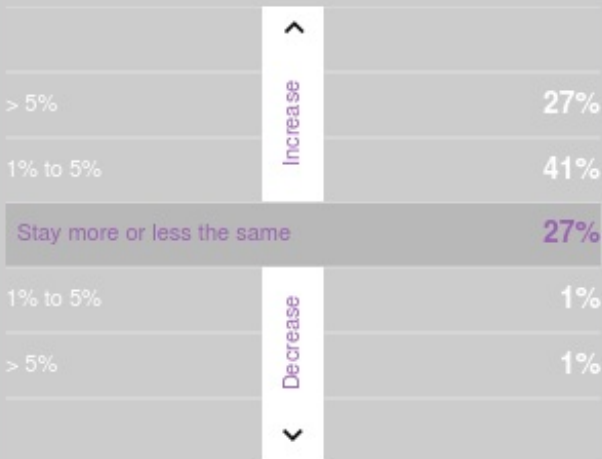 Increase
> 5% 27%
1% to 5% 41%
Stay more or less the same 27%
Decrease
1% to 5% 1%
> 5% 1%